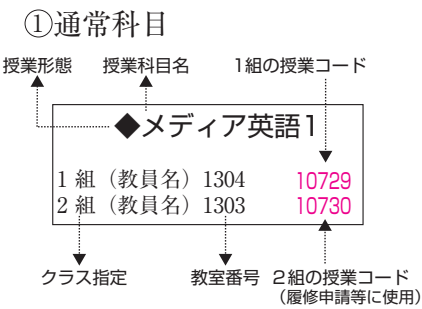 ①通常科目
授業形態 授業科目名 1組の授業コード
◆メディア英語1
1 組（教員名）1304 10729
2 組（教員名）1303 10730
クラス指定 教室番号 2組の授業コード
（履修申請等に使用）